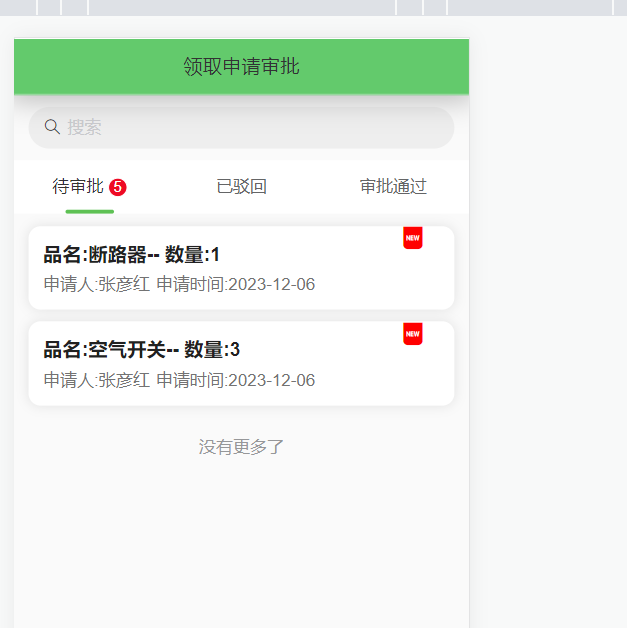 领取申请审批
搜索
待审批 5 已驳回 审批通过
NEW
品名:断路器-- 数量:1
申请人:张彦红 申请时间:2023-12-06
NEW
品名:空气开关-- 数量:3
申请人:张彦红 申请时间:2023-12-06
没有更多了